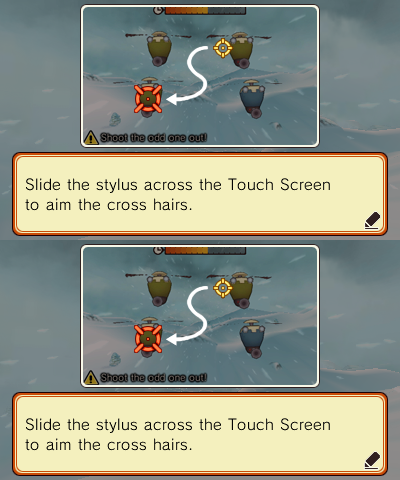 Shoot the odd one out!
Slide the stylus across the Touch Screen
to aim the cross hairs.
Shoot the odd one out!
Slide the stylus across the Touch Screen
to aim the cross hairs.